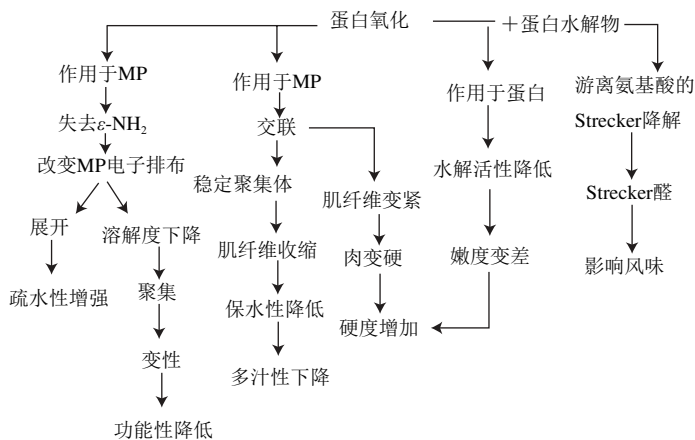 蛋白氧化
＋蛋白水解物
作用于MP
失去ε-NH2
改变MP电子排布
展开
疏水性增强
溶解度下降
聚集
变性
功能性降低
作用于MP
交联
稳定聚集体
肌纤维收缩
保水性降低
多汁性下降
肌纤维变紧
肉变硬
硬度增加
作用于蛋白
水解活性降低
嫩度变差
游离氨基酸的
Strecker降解
Strecker醛
影响风味